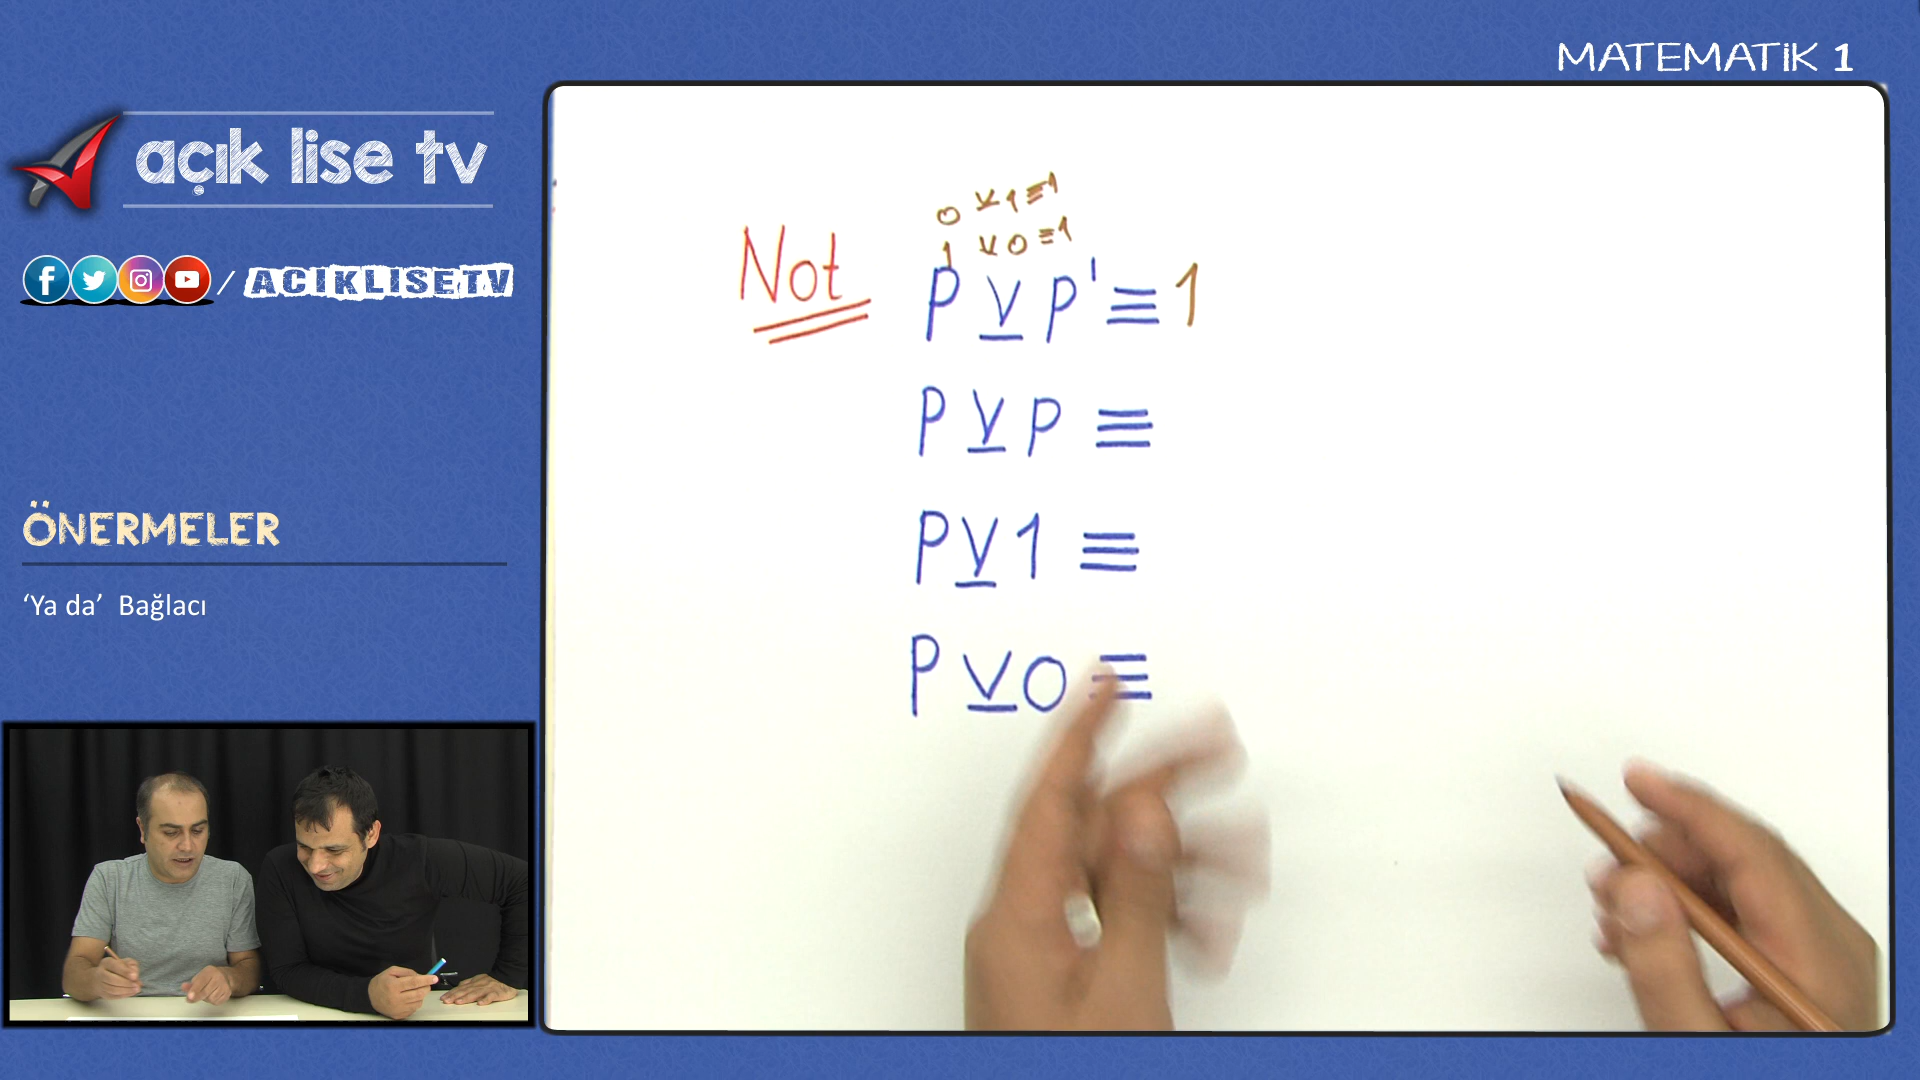 MATEMATİK 1
açık lise tv
/ ACIKLISETV
ÖNERMELER
‘Ya da’ Bağlacı
0 ⊻ 1 ≡ 1
1 ⊻ 0 ≡ 1
Not
p ⊻ p' ≡ 1
p ⊻ p ≡
p ⊻ 1 ≡
p ⊻ 0 ≡